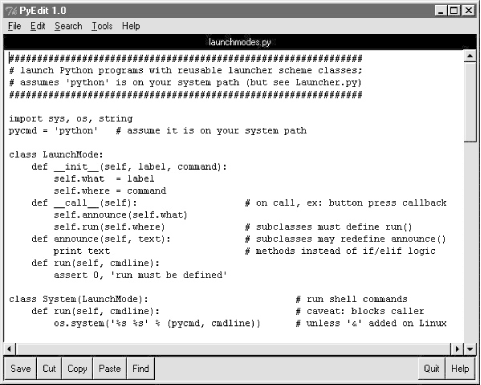 PyEdit 1.0
File Edit Search Tools Help
launchmodes.py
###############################################################
# launch Python programs with reusable launcher scheme classes;
# assumes 'python' is on your system path (but see Launcher.py)
###############################################################
import sys, os, string
pycmd = 'python'   # assume it is on your system path
class LaunchMode:
    def __init__(self, label, command):
        self.what  = label
        self.where = command
    def __call__(self):                   # on call, ex: button press callback
        self.announce(self.what)
        self.run(self.where)              # subclasses must define run()
    def announce(self, text):             # subclasses may redefine announce()
        print text                        # methods instead of if/elif logic
    def run(self, cmdline):
        assert 0, 'run must be defined'
class System(LaunchMode):                          # run shell commands
    def run(self, cmdline):                        # caveat: blocks caller
        os.system('%s %s' % (pycmd, cmdline))      # unless '&' added on Linux
Save Cut Copy Paste Find Quit Help